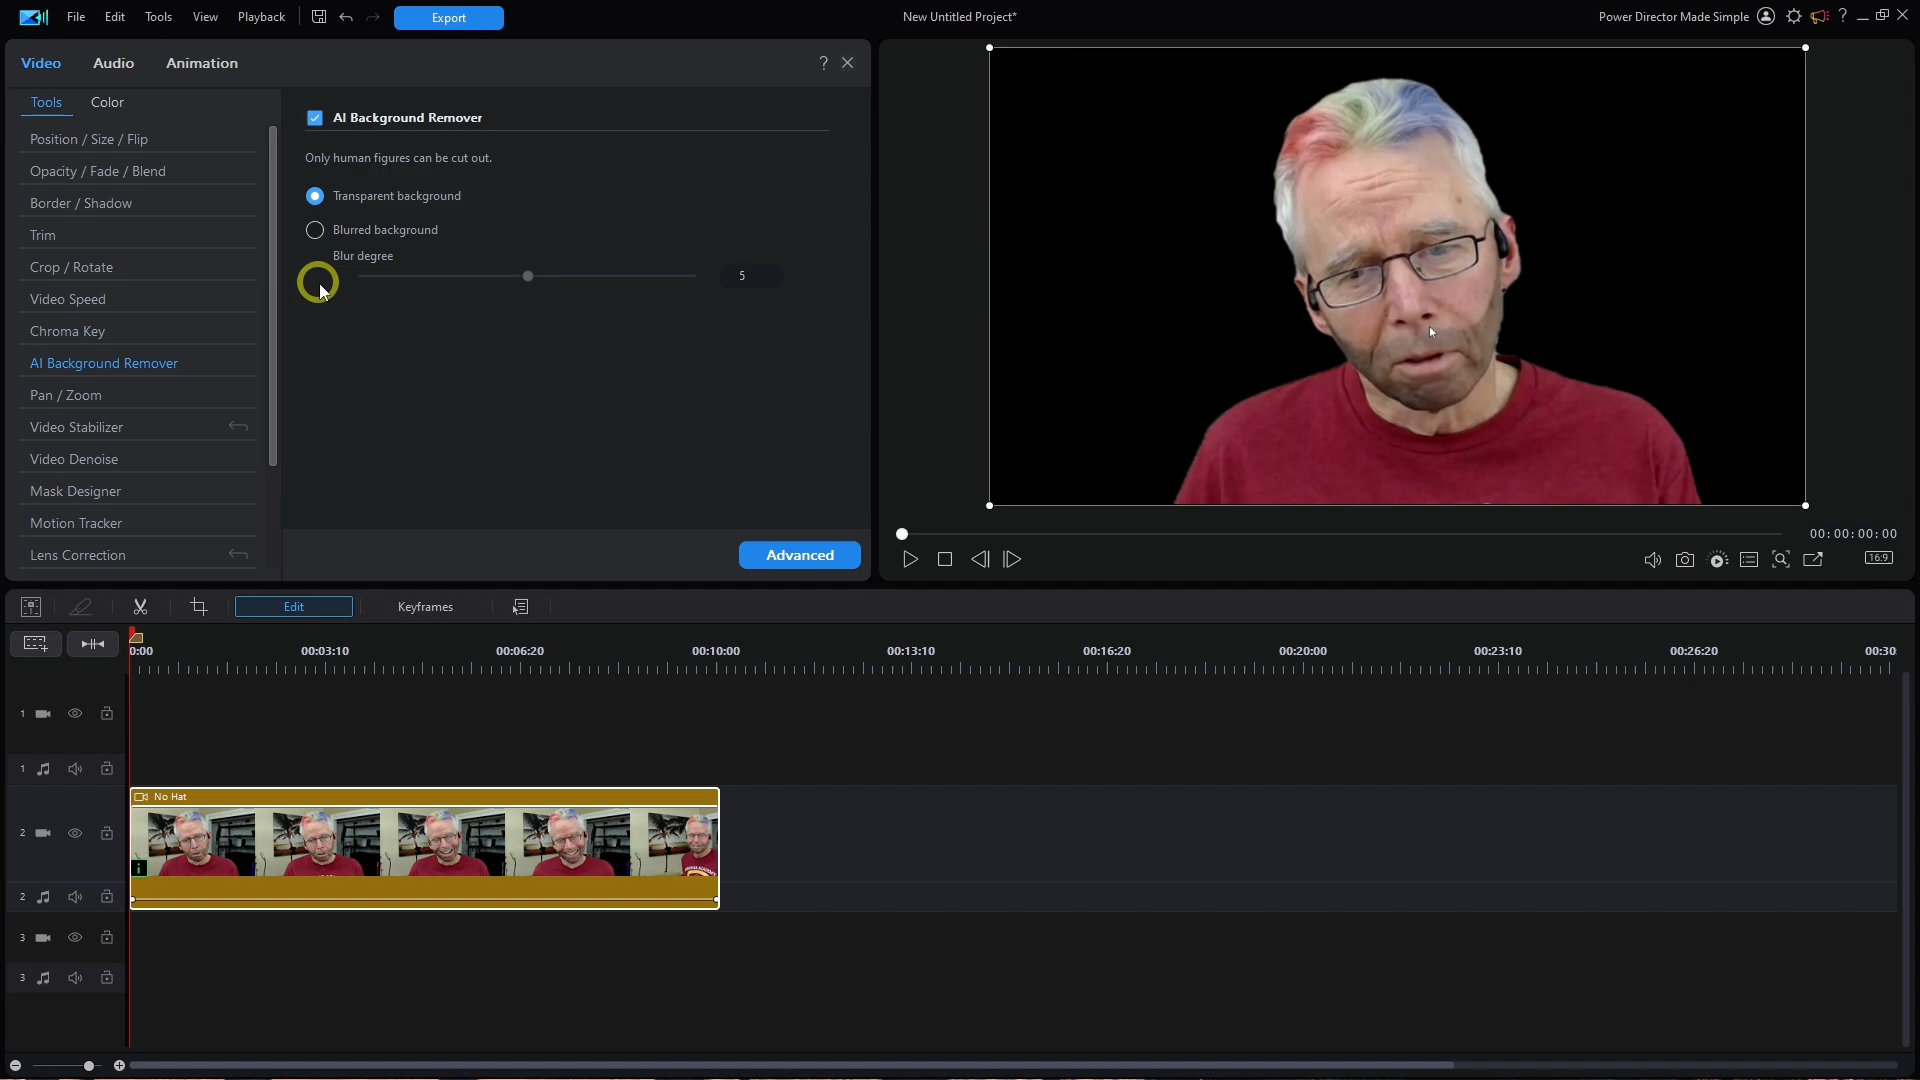 File Edit Tools View Playback Export New Untitled Project* Power Director Made Simple ?
Video Audio Animation ?
Tools Color
Position / Size / Flip
Opacity / Fade / Blend
Border / Shadow
Trim
Crop / Rotate
Video Speed
Chroma Key
AI Background Remover
Pan / Zoom
Video Stabilizer
Video Denoise
Mask Designer
Motion Tracker
Lens Correction
AI Background Remover
Only human figures can be cut out.
Transparent background
Blurred background
Blur degree
5
Advanced
00:00:00:00
16:9
Edit Keyframes
0:00 00:03:10 00:06:20 00:10:00 00:13:10 00:16:20 00:20:00 00:23:10 00:26:20 00:30
1
1
No Hat
i
2
2
3
3